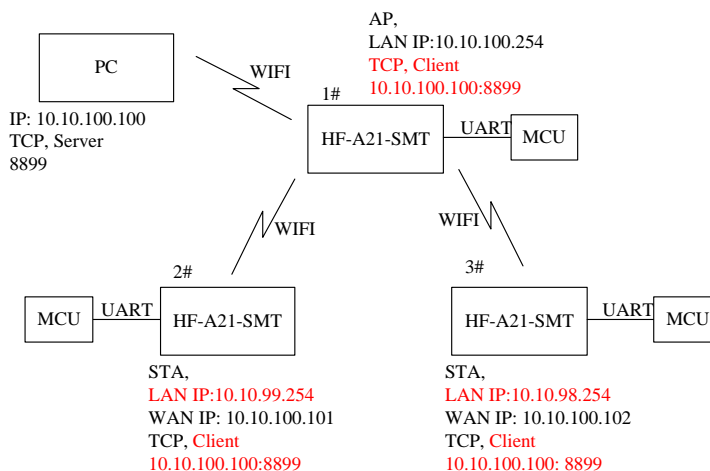 AP,
LAN IP:10.10.100.254
TCP, Client
10.10.100.100:8899
PC
WIFI
IP: 10.10.100.100
TCP, Server
8899
1#
HF-A21-SMT
UART
MCU
WIFI
WIFI
2#
3#
MCU
UART
HF-A21-SMT
HF-A21-SMT
UART
MCU
STA,
LAN IP:10.10.99.254
WAN IP: 10.10.100.101
TCP, Client
10.10.100.100:8899
STA,
LAN IP:10.10.98.254
WAN IP: 10.10.100.102
TCP, Client
10.10.100.100: 8899